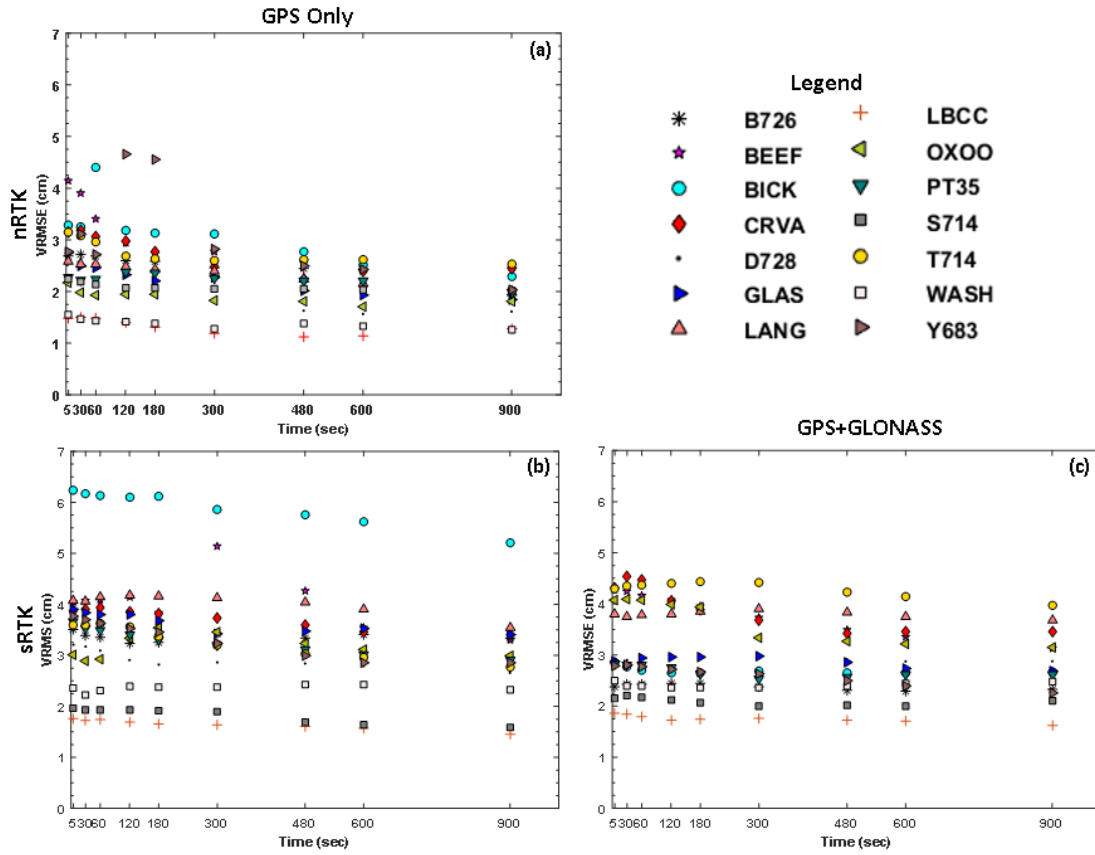 GPS Only
(a)
nRTK
VRMSE (cm)
7
6
5
4
3
2
1
0
5 30 60 120 180 300 480 600 900
Time (sec)
Legend
B726 LBCC
BEEF OXOO
BICK PT35
CRVA S714
D728 T714
GLAS WASH
LANG Y683
(b)
sRTK
VRMS (cm)
7
6
5
4
3
2
1
0
5 30 60 120 180 300 480 600 900
Time (sec)
GPS+GLONASS
(c)
VRMSE (cm)
7
6
5
4
3
2
1
0
5 30 60 120 180 300 480 600 900
Time (sec)